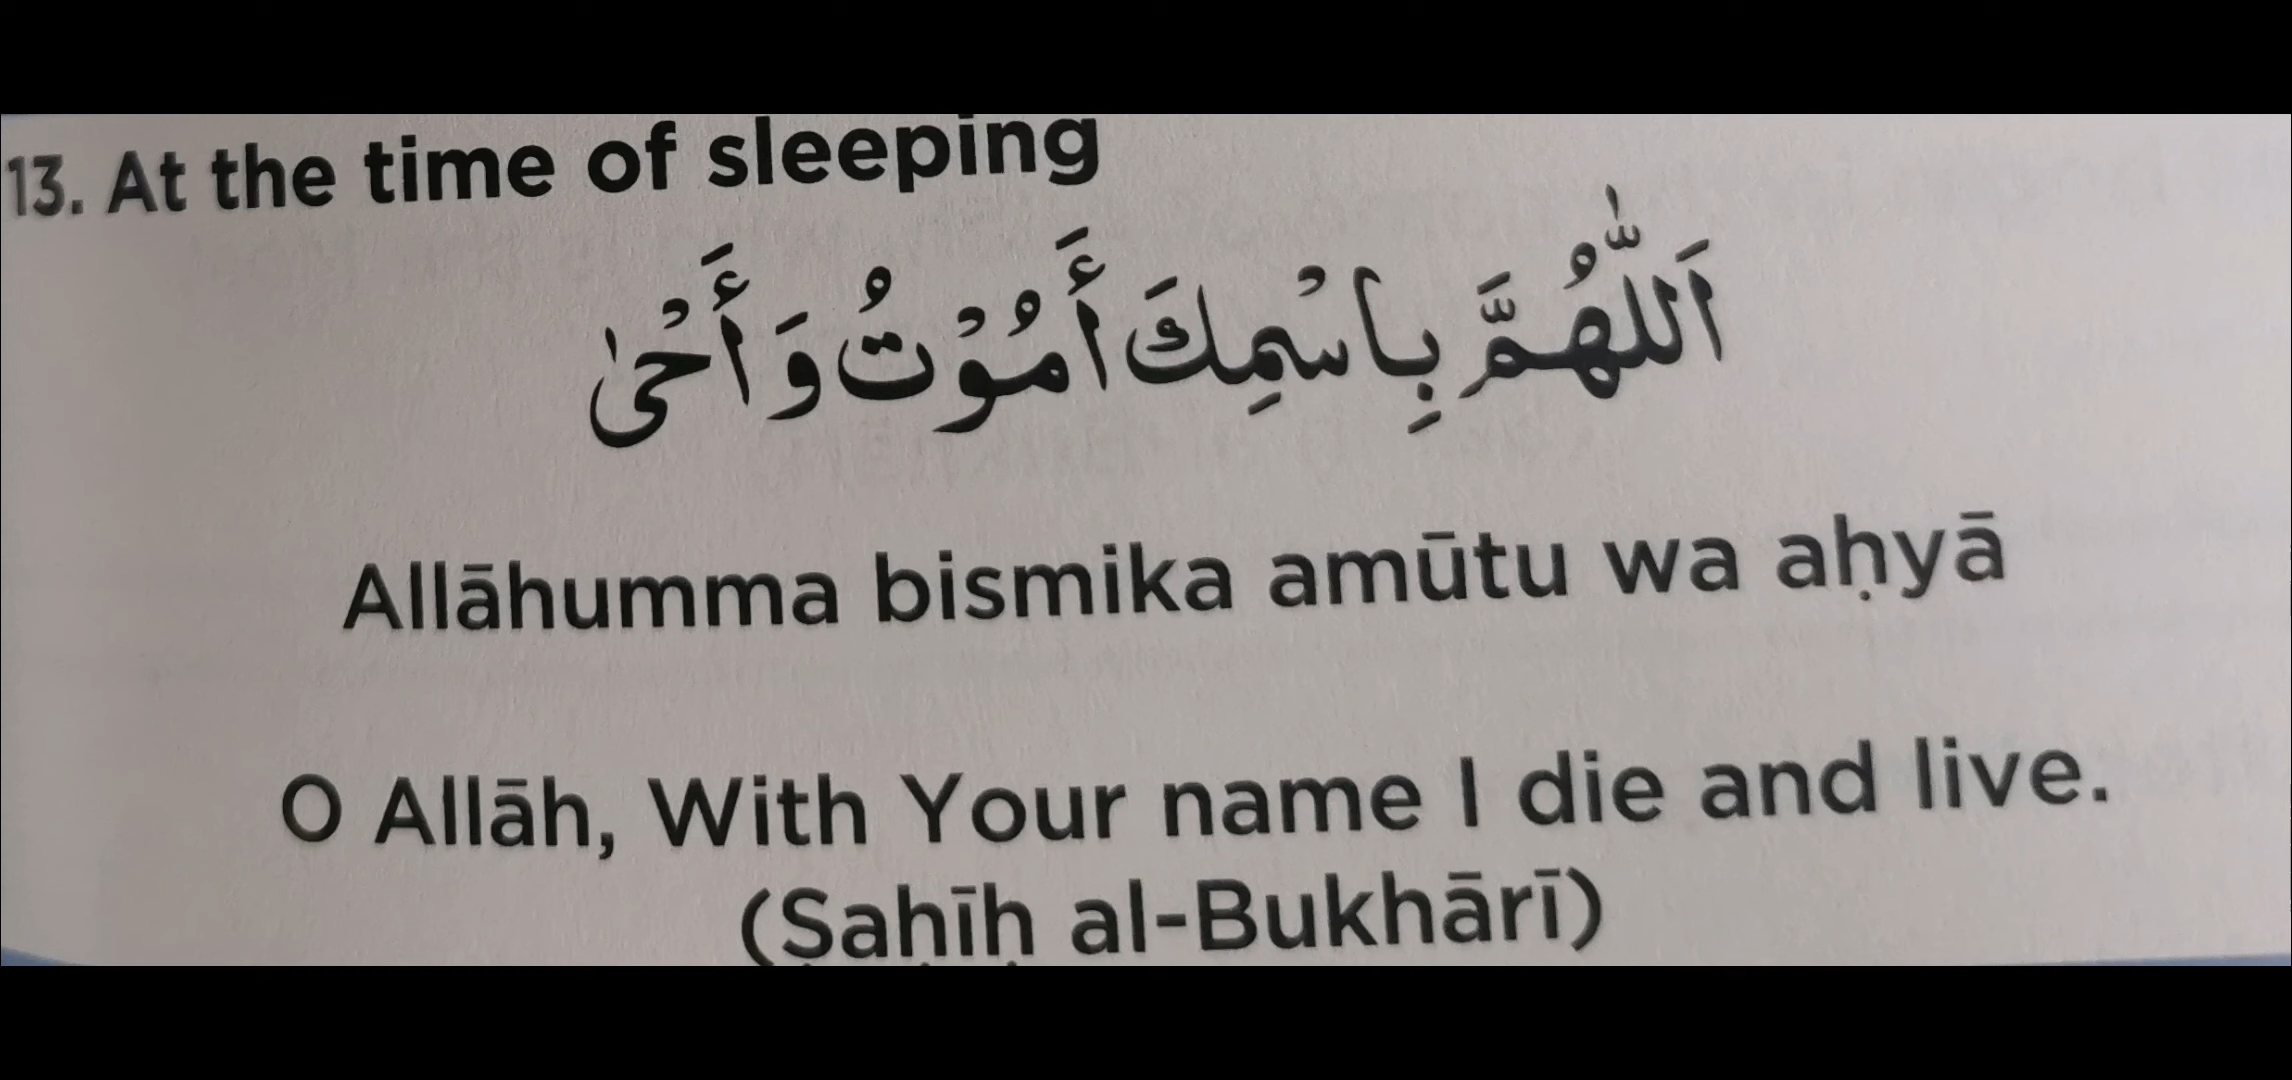 13. At the time of sleeping
اَللّٰهُمَّ بِاسْمِكَ أَمُوْتُ وَأَحْىٰ
Allāhumma bismika amūtu wa aḥyā
O Allāh, With Your name I die and live.
(Ṣaḥīḥ al-Bukhārī)